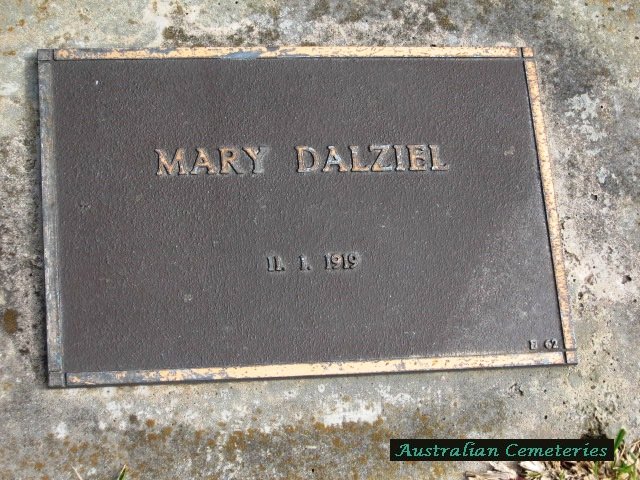 MARY DALZIEL
11. 1. 1919
E 62
Australian Cemeteries